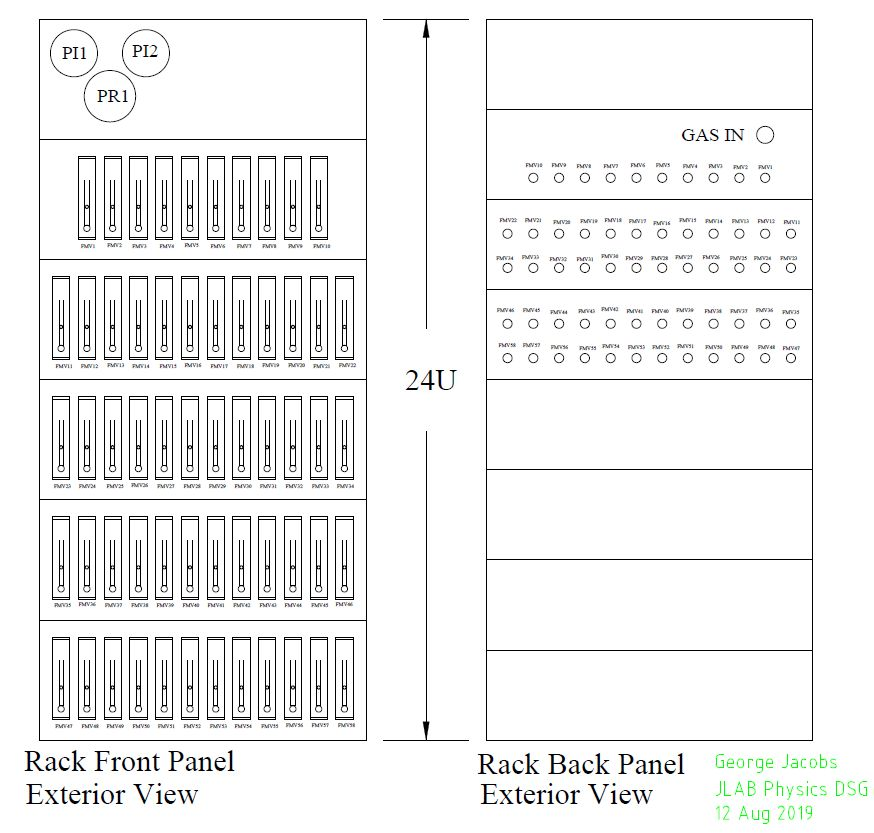 PI1 PI2
PR1
FMV1 FMV2 FMV3 FMV4 FMV5 FMV6 FMV7 FMV8 FMV9 FMV10
FMV11 FMV12 FMV13 FMV14 FMV15 FMV16 FMV17 FMV18 FMV19 FMV20 FMV21 FMV22
FMV23 FMV24 FMV25 FMV26 FMV27 FMV28 FMV29 FMV30 FMV31 FMV32 FMV33 FMV34
FMV35 FMV36 FMV37 FMV38 FMV39 FMV40 FMV41 FMV42 FMV43 FMV44 FMV45 FMV46
FMV47 FMV48 FMV49 FMV50 FMV51 FMV52 FMV53 FMV54 FMV55 FMV56 FMV57 FMV58
Rack Front Panel
Exterior View
24U
GAS IN
FMV10 FMV9 FMV8 FMV7 FMV6 FMV5 FMV4 FMV3 FMV2 FMV1
FMV22 FMV21 FMV20 FMV19 FMV18 FMV17 FMV16 FMV15 FMV14 FMV13 FMV12 FMV11
FMV34 FMV33 FMV32 FMV31 FMV30 FMV29 FMV28 FMV27 FMV26 FMV25 FMV24 FMV23
FMV46 FMV45 FMV44 FMV43 FMV42 FMV41 FMV40 FMV39 FMV38 FMV37 FMV36 FMV35
FMV58 FMV57 FMV56 FMV55 FMV54 FMV53 FMV52 FMV51 FMV50 FMV49 FMV48 FMV47
Rack Back Panel
Exterior View
George Jacobs
JLAB Physics DSG
12 Aug 2019